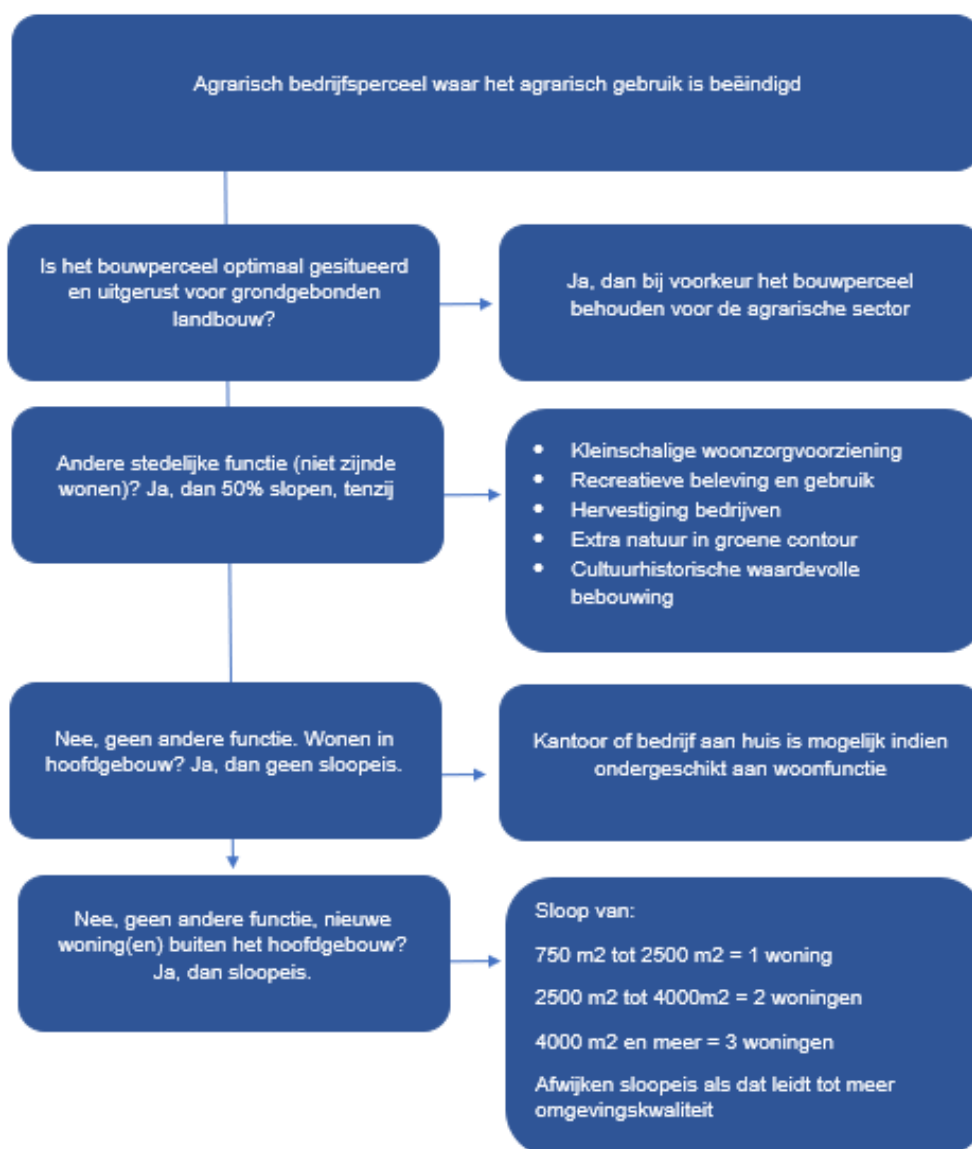 Agrarisch bedrijfsperceel waar het agrarisch gebruik is beëindigd
Is het bouwperceel optimaal gesitueerd
en uitgerust voor grondgebonden
landbouw?
Ja, dan bij voorkeur het bouwperceel
behouden voor de agrarische sector
Andere stedelijke functie (niet zijnde
wonen)? Ja, dan 50% slopen, tenzij
• Kleinschalige woonzorgvoorziening
• Recreatieve beleving en gebruik
• Hervestiging bedrijven
• Extra natuur in groene contour
• Cultuurhistorische waardevolle
bebouwing
Nee, geen andere functie. Wonen in
hoofdgebouw? Ja, dan geen sloopeis.
Kantoor of bedrijf aan huis is mogelijk indien
ondergeschikt aan woonfunctie
Nee, geen andere functie, nieuwe
woning(en) buiten het hoofdgebouw?
Ja, dan sloopeis.
Sloop van:
750 m2 tot 2500 m2 = 1 woning
2500 m2 tot 4000m2 = 2 woningen
4000 m2 en meer = 3 woningen
Afwijken sloopeis als dat leidt tot meer
omgevingskwaliteit